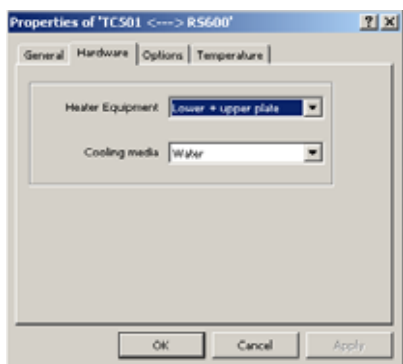 Properties of 'TC501 <---> RS600'
General Hardware Options Temperature
Heater Equipment Lower + upper plate
Cooling media Water
OK Cancel Apply